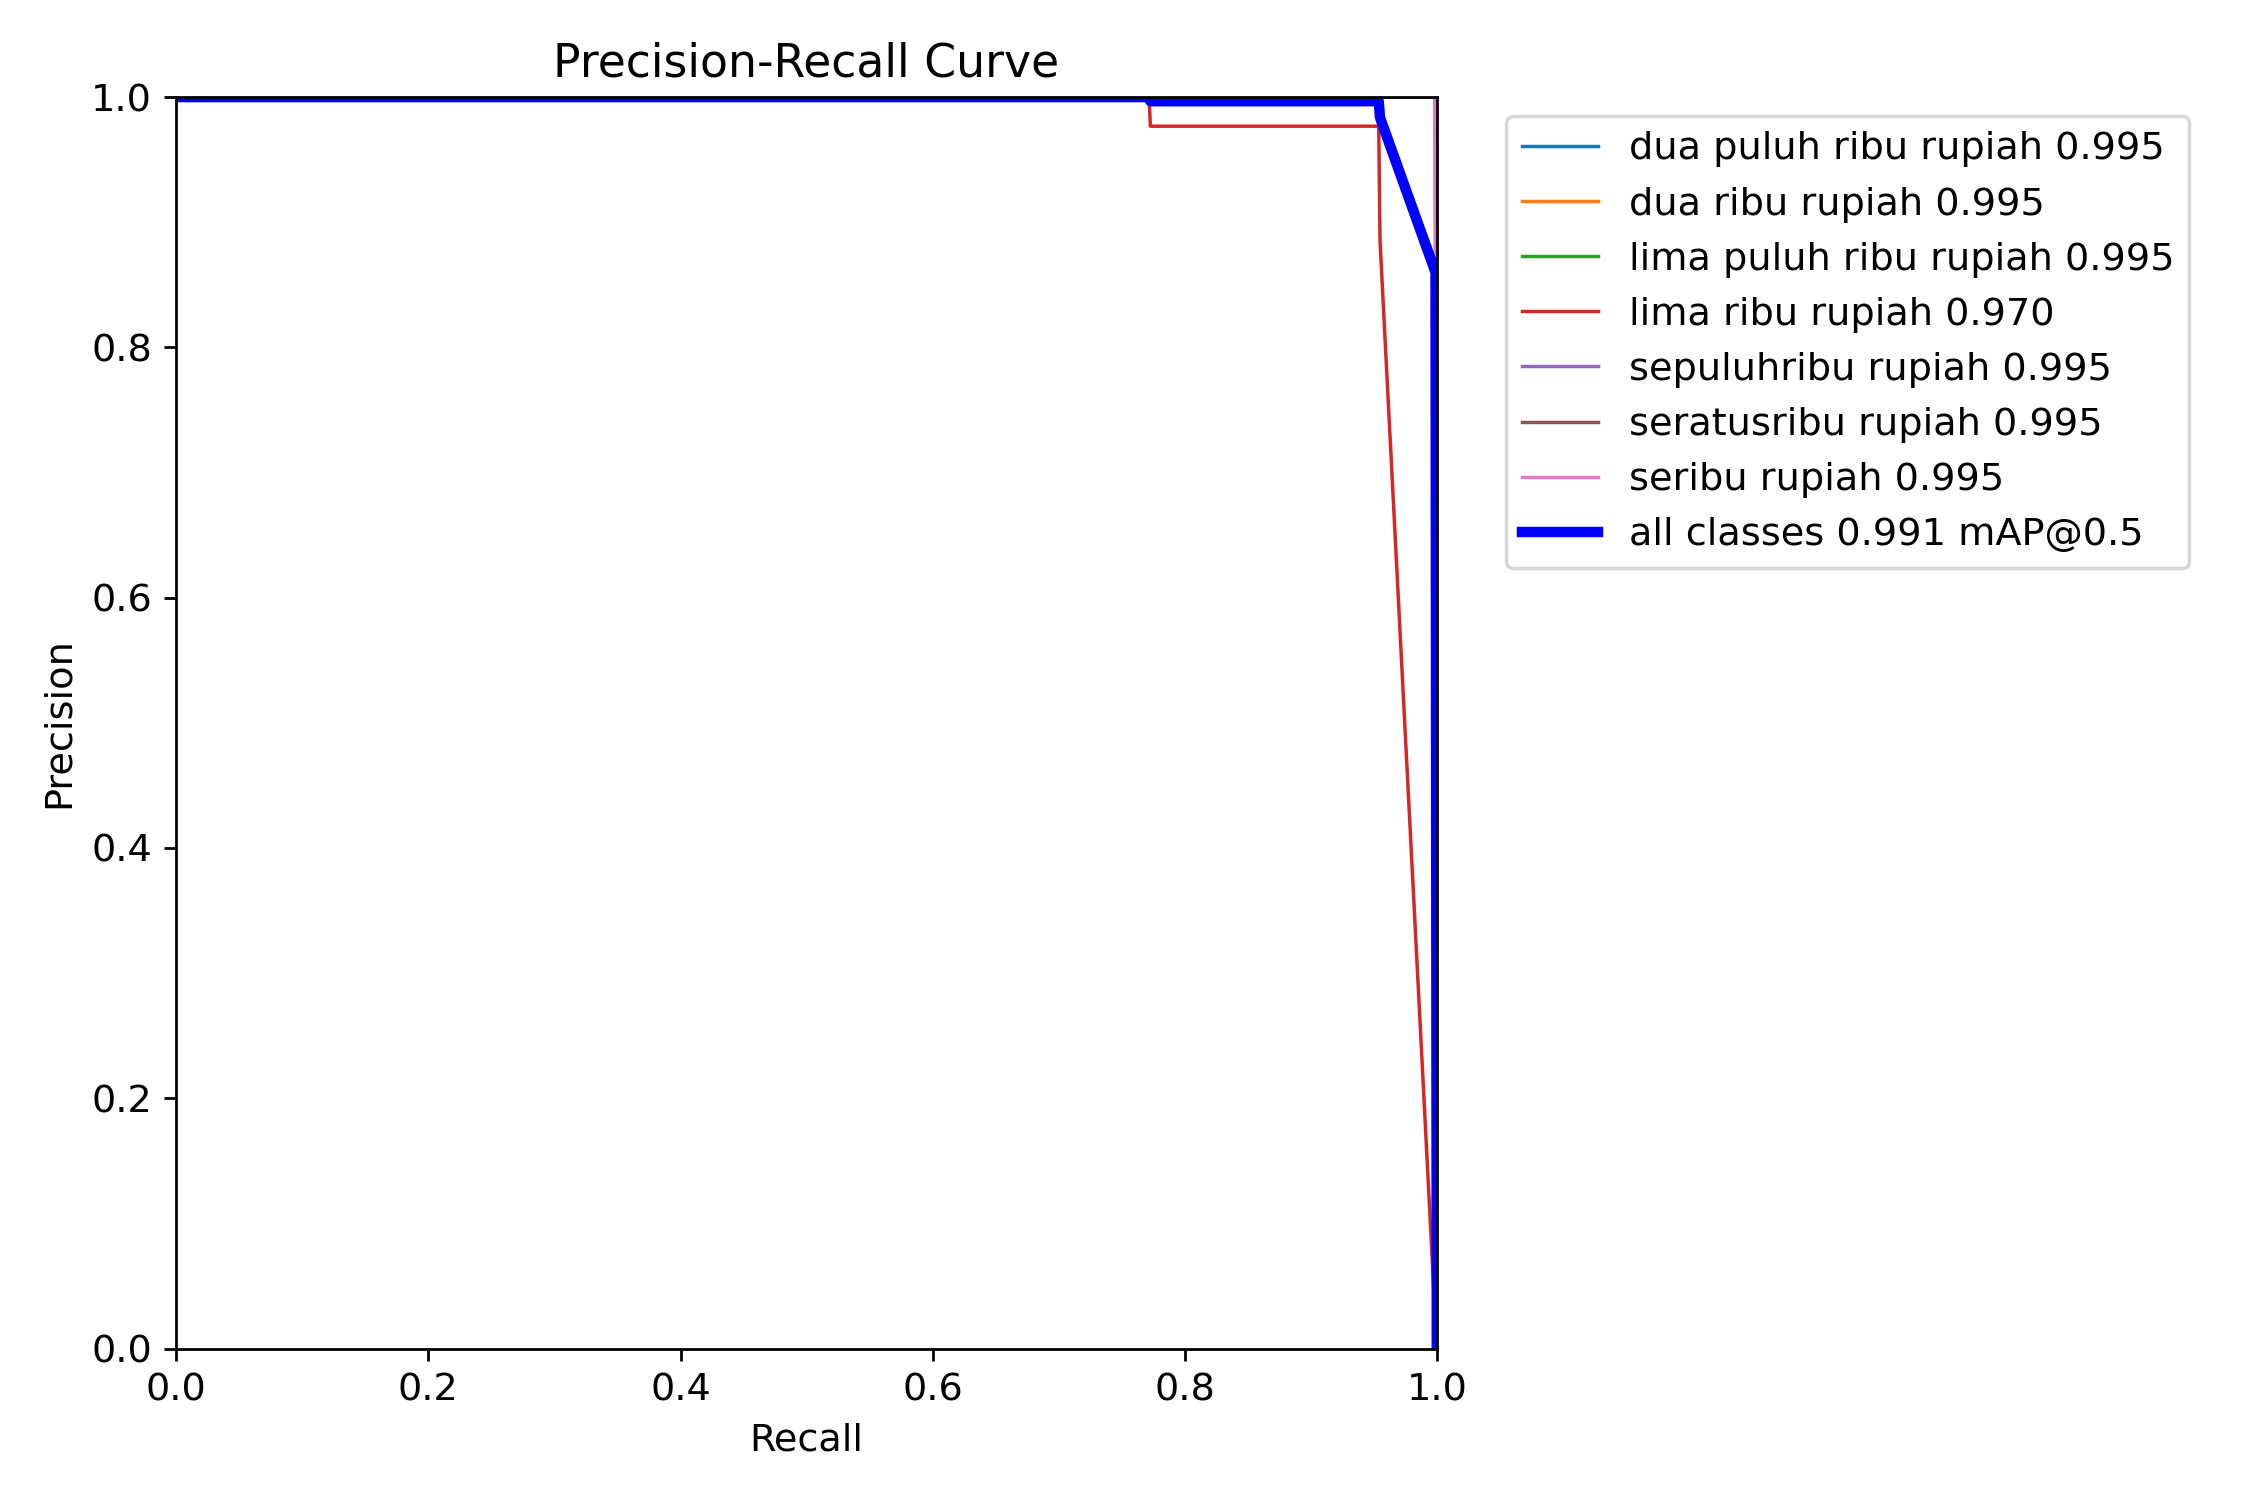 Precision-Recall Curve
1.0
0.8
0.6
0.4
0.2
0.0
Precision
0.0 0.2 0.4 0.6 0.8 1.0
Recall
dua puluh ribu rupiah 0.995
dua ribu rupiah 0.995
lima puluh ribu rupiah 0.995
lima ribu rupiah 0.970
sepuluhribu rupiah 0.995
seratusribu rupiah 0.995
seribu rupiah 0.995
all classes 0.991 mAP@0.5